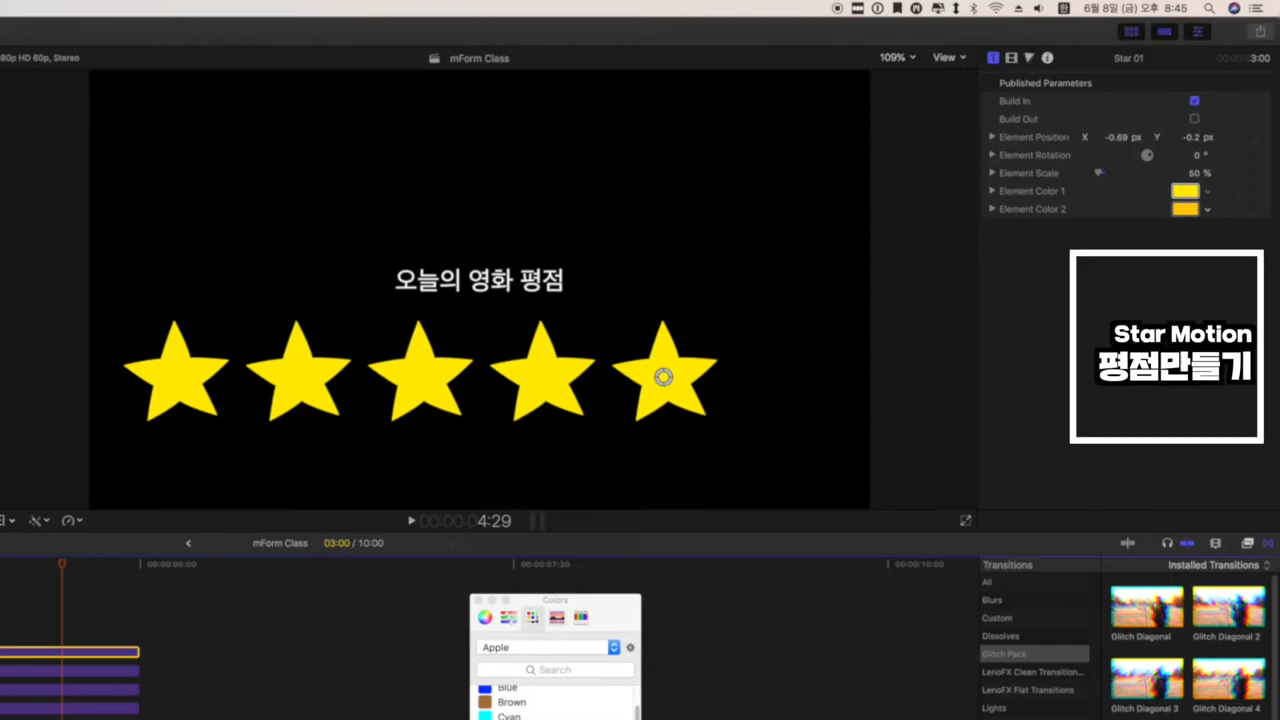 6월 8일 (금) 오후 8:45
80p HD 60p, Stereo
mForm Class
109%
View
Star 01
3:00
Published Parameters
Build In
Build Out
Element Position X -0.69 px Y -0.2 px
Element Rotation 0 °
Element Scale 50 %
Element Color 1
Element Color 2
오늘의 영화 평점
Star Motion
평점만들기
00:00:04:29
mForm Class 03:00 / 10:00
00:00:06:00
00:00:07:30
00:00:10:00
Colors
Apple
Search
Blue
Brown
Cyan
Transitions
Installed Transitions
All
Blurs
Custom
Dissolves
Glitch Pack
LenoFX Clean Transition...
LenoFX Flat Transitions
Lights
Glitch Diagonal
Glitch Diagonal 2
Glitch Diagonal 3
Glitch Diagonal 4